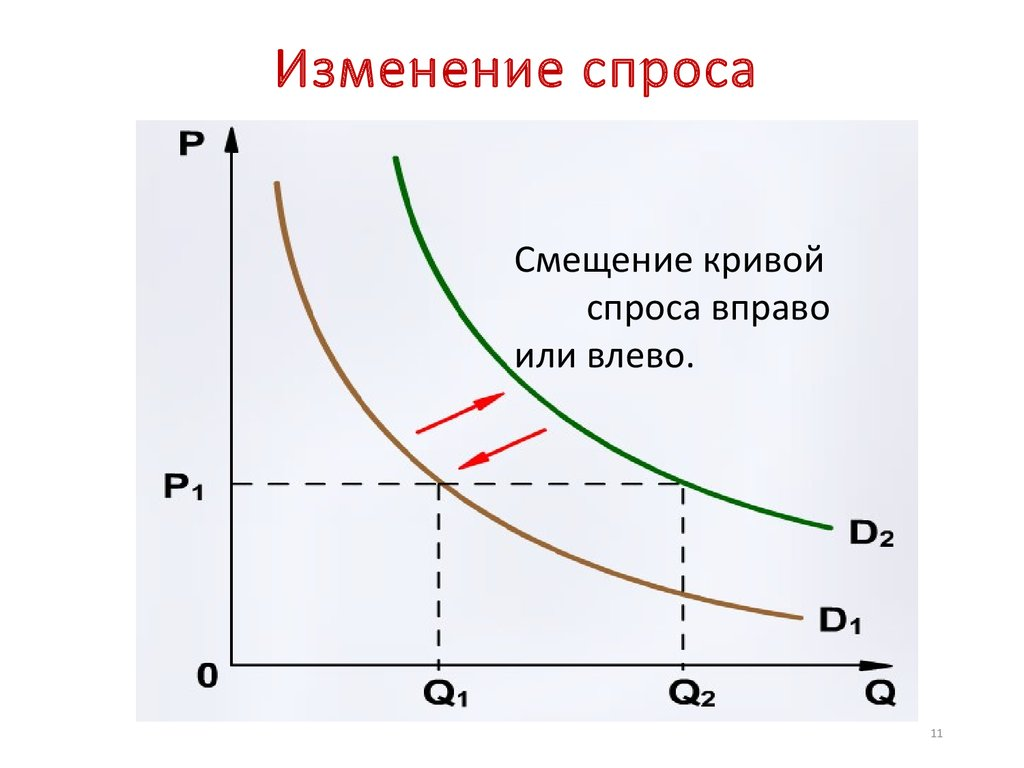 Изменение спроса
P
Смещение кривой
спроса вправо
или влево.
P1
D2
D1
0
Q1
Q2
Q
11